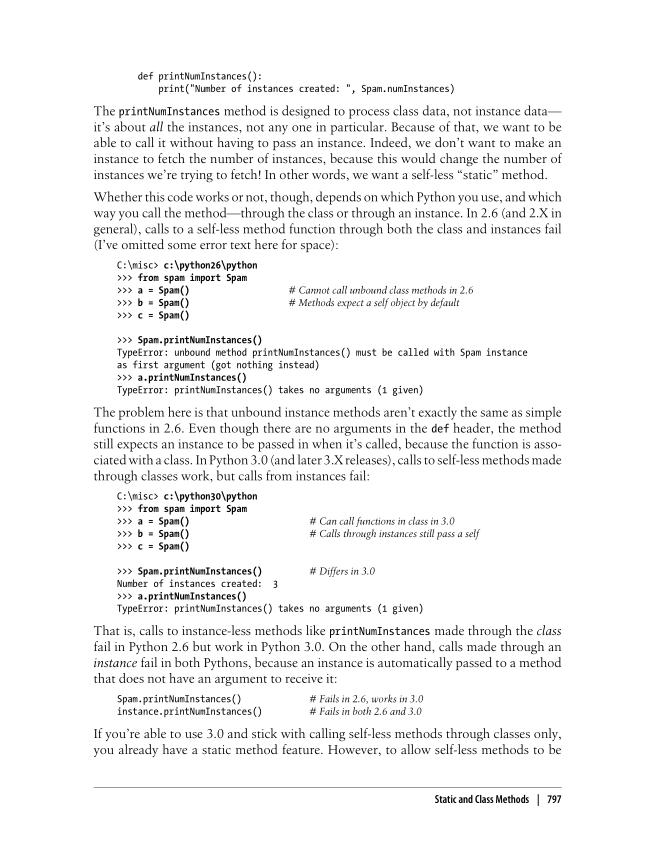 def printNumInstances():
print("Number of instances created: ", Spam.numInstances)
The printNumInstances method is designed to process class data, not instance data—
it's about all the instances, not any one in particular. Because of that, we want to be
able to call it without having to pass an instance. Indeed, we don't want to make an
instance to fetch the number of instances, because this would change the number of
instances we're trying to fetch! In other words, we want a self-less “static” method.
Whether this code works or not, though, depends on which Python you use, and which
way you call the method—through the class or through an instance. In 2.6 (and 2.X in
general), calls to a self-less method function through both the class and instances fail
(I've omitted some error text here for space):
C:\misc> c:\python26\python
>>> from spam import Spam
>>> a = Spam() # Cannot call unbound class methods in 2.6
>>> b = Spam() # Methods expect a self object by default
>>> c = Spam()
>>> Spam.printNumInstances()
TypeError: unbound method printNumInstances() must be called with Spam instance
as first argument (got nothing instead)
>>> a.printNumInstances()
TypeError: printNumInstances() takes no arguments (1 given)
The problem here is that unbound instance methods aren't exactly the same as simple
functions in 2.6. Even though there are no arguments in the def header, the method
still expects an instance to be passed in when it's called, because the function is asso-
ciated with a class. In Python 3.0 (and later 3.X releases), calls to self-less methods made
through classes work, but calls from instances fail:
C:\misc> c:\python30\python
>>> from spam import Spam
>>> a = Spam() # Can call functions in class in 3.0
>>> b = Spam() # Calls through instances still pass a self
>>> c = Spam()
>>> Spam.printNumInstances() # Differs in 3.0
Number of instances created:  3
>>> a.printNumInstances()
TypeError: printNumInstances() takes no arguments (1 given)
That is, calls to instance-less methods like printNumInstances made through the class
fail in Python 2.6 but work in Python 3.0. On the other hand, calls made through an
instance fail in both Pythons, because an instance is automatically passed to a method
that does not have an argument to receive it:
Spam.printNumInstances() # Fails in 2.6, works in 3.0
instance.printNumInstances() # Fails in both 2.6 and 3.0
If you're able to use 3.0 and stick with calling self-less methods through classes only,
you already have a static method feature. However, to allow self-less methods to be
Static and Class Methods | 797